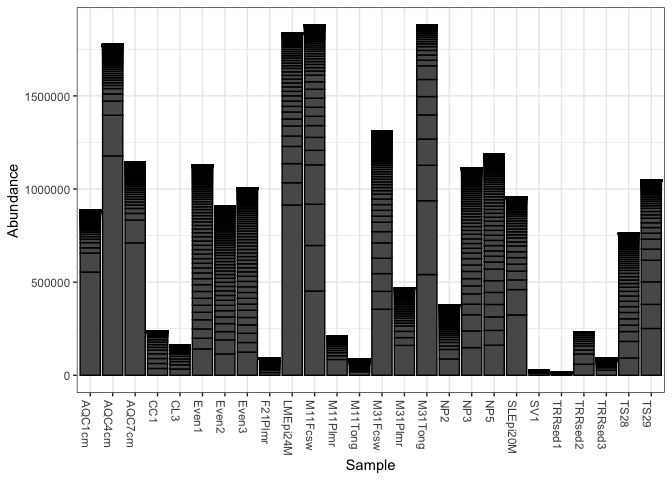 1500000
1000000
500000
0
Abundance
AQC1cm
AQC4cm
AQC7cm
CC1
CL3
Even1
Even2
Even3
F21Plmr
LMEpi24M
M11Fcsw
M11Plmr
M11Tong
M31Fcsw
M31Plmr
M31Tong
NP2
NP3
NP5
SLEpi20M
SV1
TRRsed1
TRRsed2
TRRsed3
TS28
TS29
Sample